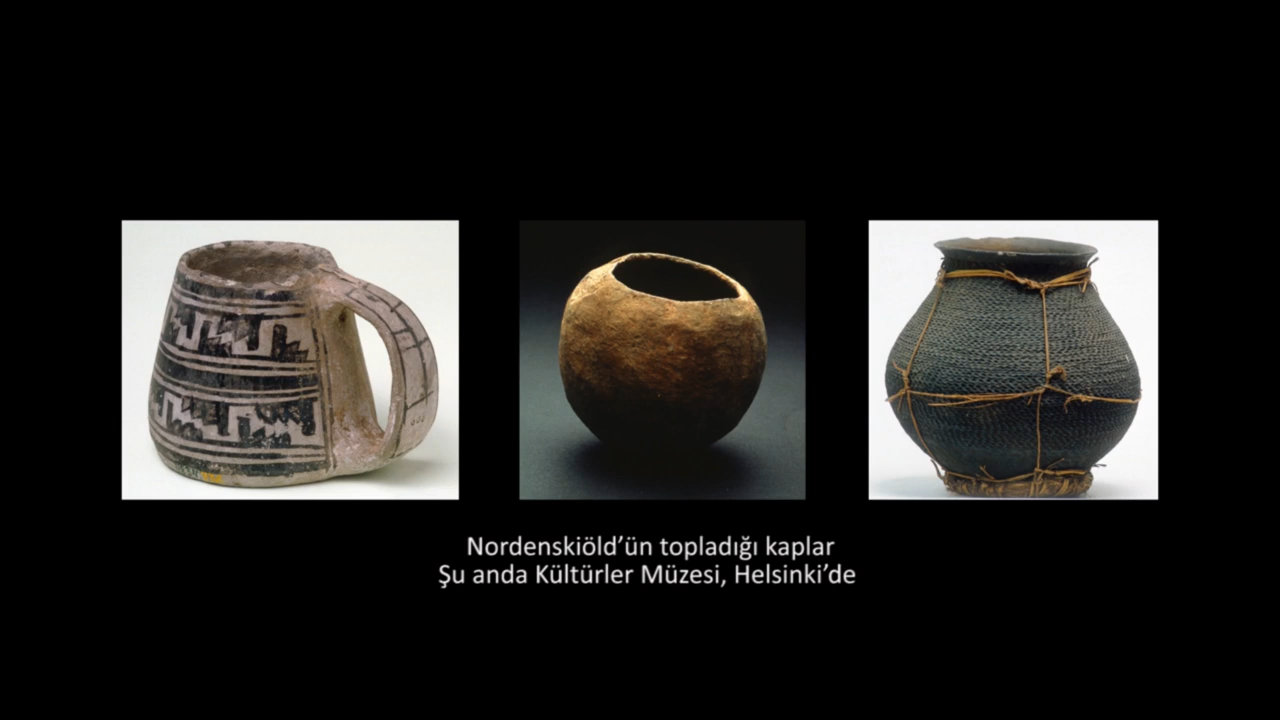 Nordenskiöld’ün topladığı kaplar
Şu anda Kültürler Müzesi, Helsinki’de